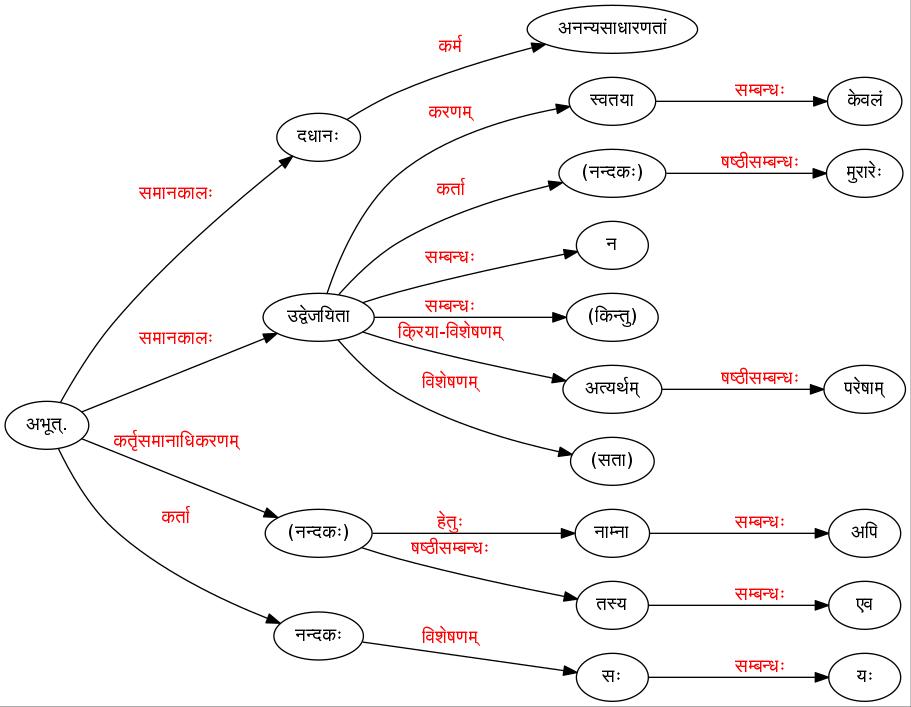 अनन्यसाधारणतां
कर्म
स्वतया
सम्बन्धः
केवलं
करणम्
दधानः
(नन्दकः)
षष्ठीसम्बन्धः
मुरारेः
समानकालः
कर्ता
न
सम्बन्धः
उद्वेजयिता
सम्बन्धः
(किन्तु)
क्रिया-विशेषणम्
समानकालः
अत्यर्थम्
षष्ठीसम्बन्धः
परेषाम्
विशेषणम्
अभूत्.
कर्तृसमानाधिकरणम्
(सता)
कर्ता
(नन्दकः)
हेतुः
नाम्ना
सम्बन्धः
अपि
षष्ठीसम्बन्धः
तस्य
सम्बन्धः
एव
नन्दकः
विशेषणम्
सः
सम्बन्धः
यः